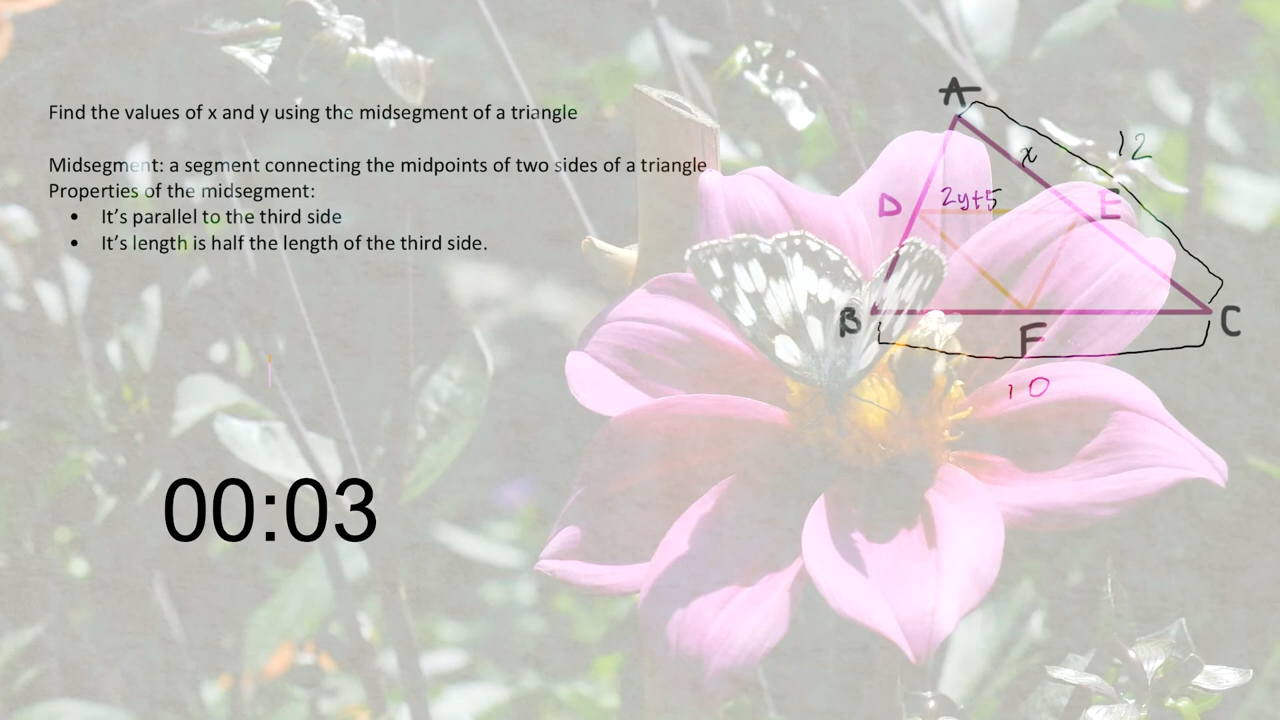 Find the values of x and y using the midsegment of a triangle
Midsegment: a segment connecting the midpoints of two sides of a triangle.
Properties of the midsegment:
• It's parallel to the third side
• It's length is half the length of the third side.
A
x
12
D
2y+5
E
B
F
C
10
00:03